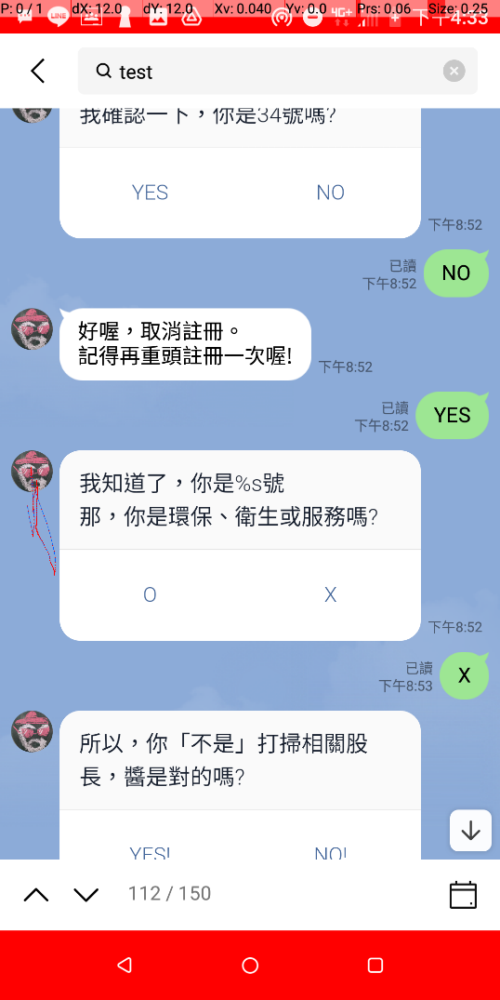 P: 0 / 1 dX: 12.0 dY: 12.0 Xv: 0.040 Yv: 0.0 Prs: 0.06 Size: 0.25
LINE 4G+ 下午4:33
test
我確認一下，你是34號嗎?
YES NO
下午8:52
已讀
下午8:52
NO
好喔，取消註冊。
記得再重頭註冊一次喔!
下午8:52
已讀
下午8:52
YES
我知道了，你是%s號
那，你是環保、衛生或服務嗎?
O X
下午8:52
已讀
下午8:53
X
所以，你「不是」打掃相關股
長，醬是對的嗎?
YES! NO!
112 / 150